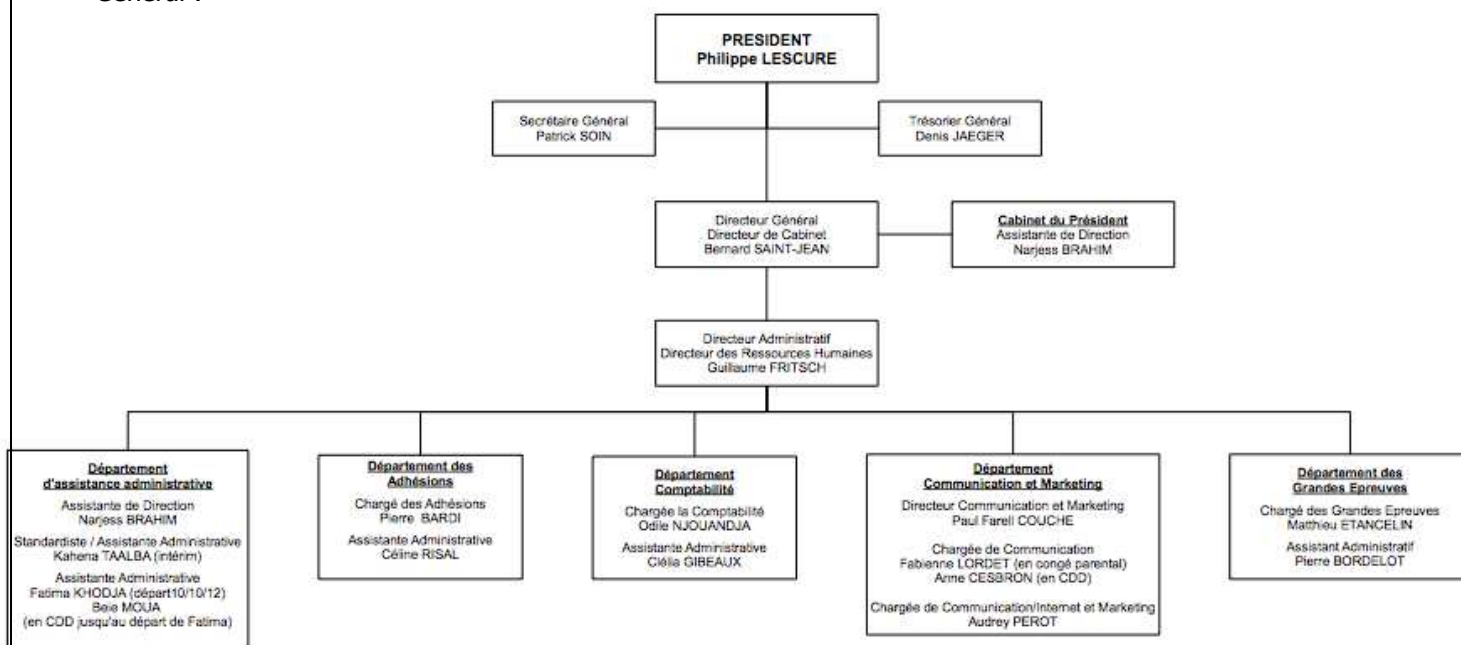 Général :
PRESIDENT
Philippe LESCURE
Secrétaire Général
Patrick SOIN
Trésorier Général
Denis JAEGER
Directeur Général
Directeur de Cabinet
Bernard SAINT-JEAN
Cabinet du Président
Assistante de Direction
Narjess BRAHIM
Directeur Administratif
Directeur des Ressources Humaines
Guillaume FRITSCH
Département
d'assistance administrative
Assistante de Direction
Narjess BRAHIM
Standardiste / Assistante Administrative
Kahena TAALBA (intérim)
Assistante Administrative
Fatima KHODJA (départ10/10/12)
Beie MOUA
(en CDD jusqu'au départ de Fatima)
Département des
Adhésions
Chargé des Adhésions
Pierre BARDI
Assistante Administrative
Céline RISAL
Département
Comptabilité
Chargée la Comptabilité
Odile NJOUANDJA
Assistante Administrative
Clélia GIBEAUX
Département
Communication et Marketing
Directeur Communication et Marketing
Paul Farell COUCHE
Chargée de Communication
Fabienne LORDET (en congé parental)
Anne CESBRON (en CDD)
Chargée de Communication/Internet et Marketing
Audrey PEROT
Département des
Grandes Epreuves
Chargé des Grandes Epreuves
Matthieu ETANCELIN
Assistant Administratif
Pierre BORDELOT